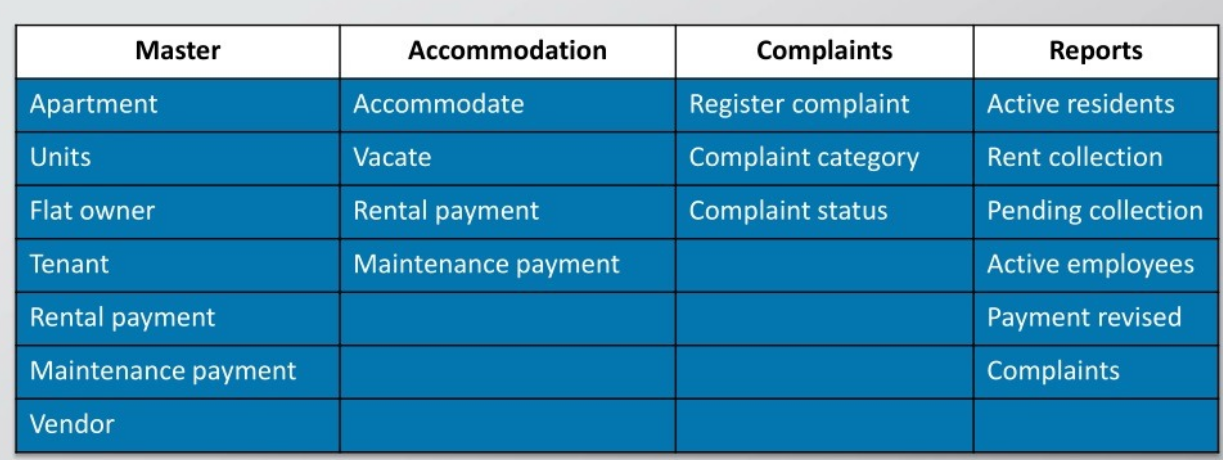 Master Accommodation Complaints Reports
Apartment Accommodate Register complaint Active residents
Units Vacate Complaint category Rent collection
Flat owner Rental payment Complaint status Pending collection
Tenant Maintenance payment Active employees
Rental payment Payment revised
Maintenance payment Complaints
Vendor